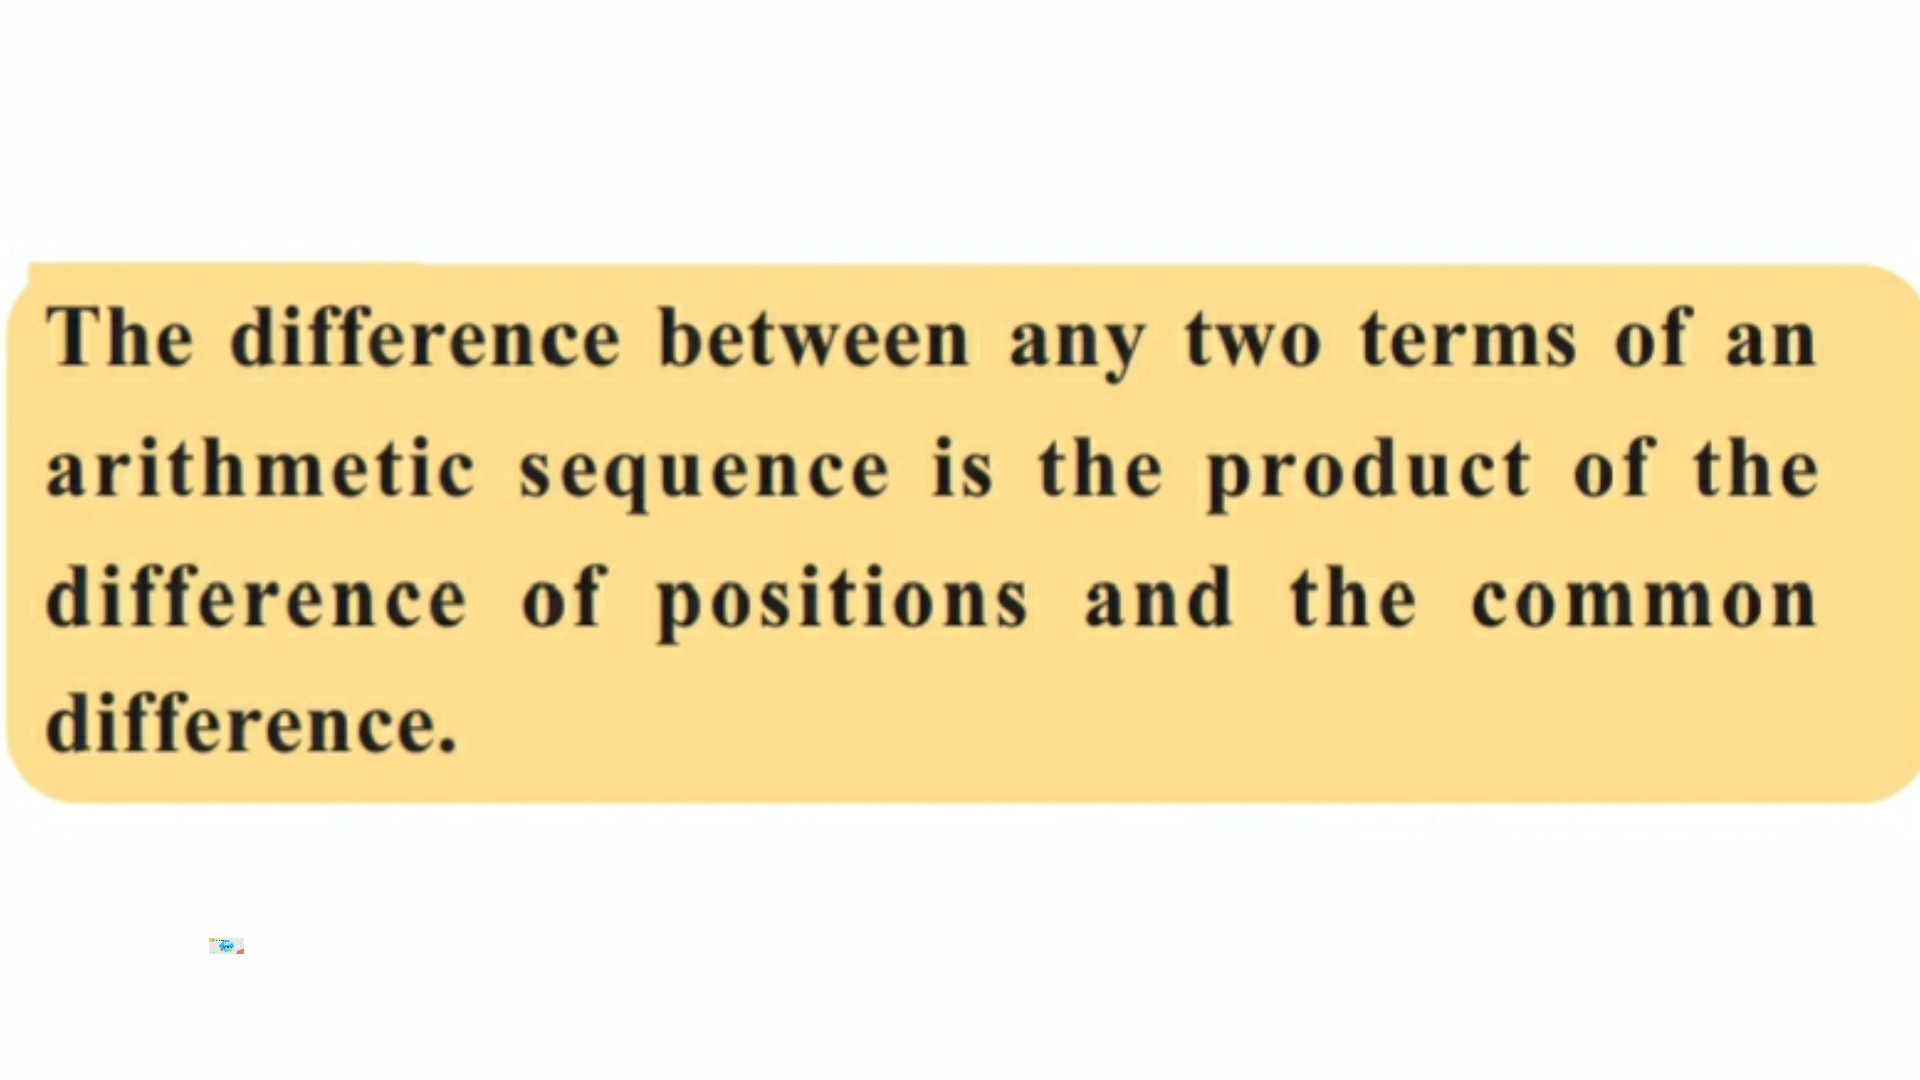 The difference between any two terms of an
arithmetic sequence is the product of the
difference of positions and the common
difference.